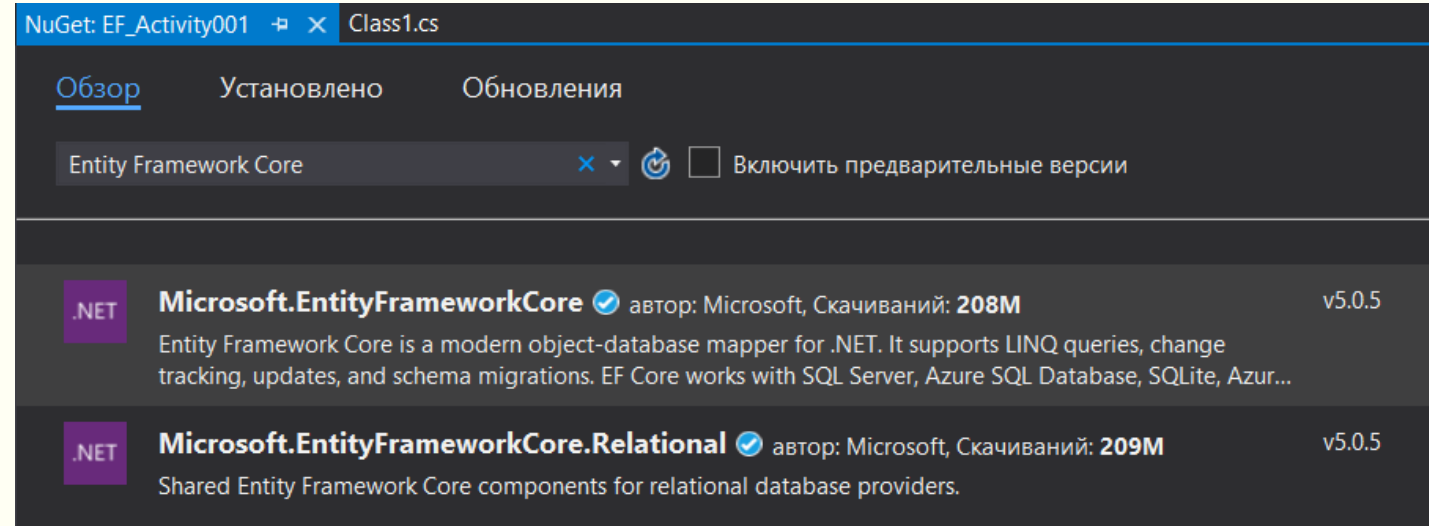 NuGet: EF_Activity001 Class1.cs
Обзор Установлено Обновления
Entity Framework Core Включить предварительные версии
.NET Microsoft.EntityFrameworkCore автор: Microsoft, Скачиваний: 208M v5.0.5
Entity Framework Core is a modern object-database mapper for .NET. It supports LINQ queries, change
tracking, updates, and schema migrations. EF Core works with SQL Server, Azure SQL Database, SQLite, Azur...
.NET Microsoft.EntityFrameworkCore.Relational автор: Microsoft, Скачиваний: 209M v5.0.5
Shared Entity Framework Core components for relational database providers.